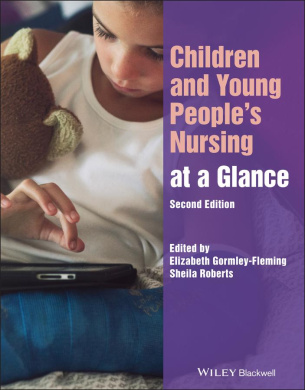 Children
and Young
People's
Nursing
at a Glance
Second Edition
Edited by
Elizabeth Gormley-Fleming
Sheila Roberts
WILEY Blackwell